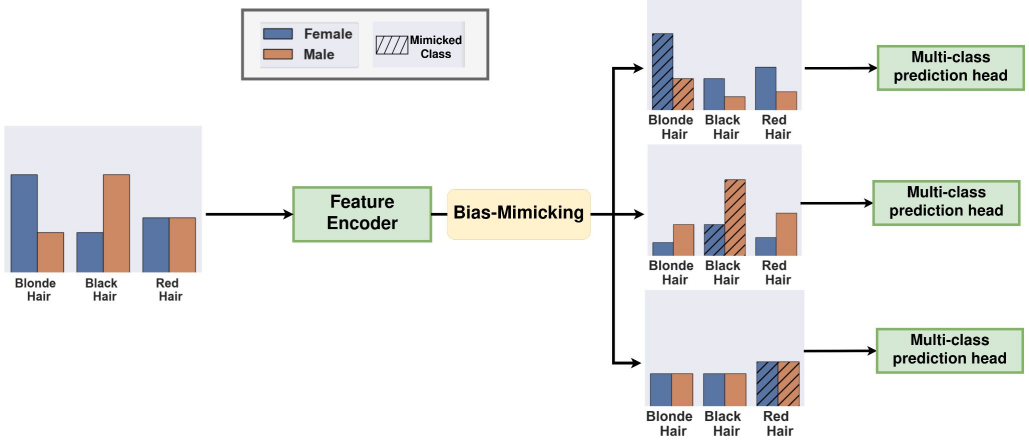 Female
Male
Mimicked
Class
Blonde
Hair
Black
Hair
Red
Hair
Feature
Encoder
Bias-Mimicking
Blonde
Hair
Black
Hair
Red
Hair
Multi-class
prediction head
Blonde
Hair
Black
Hair
Red
Hair
Multi-class
prediction head
Blonde
Hair
Black
Hair
Red
Hair
Multi-class
prediction head